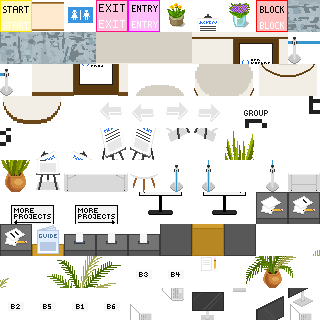 START EXIT ENTRY BLOCK
START EXIT ENTRY BLOCK
GROUP
MORE PROJECTS
MORE PROJECTS
GUIDE
B3 B4
B2 B5 B1 B6